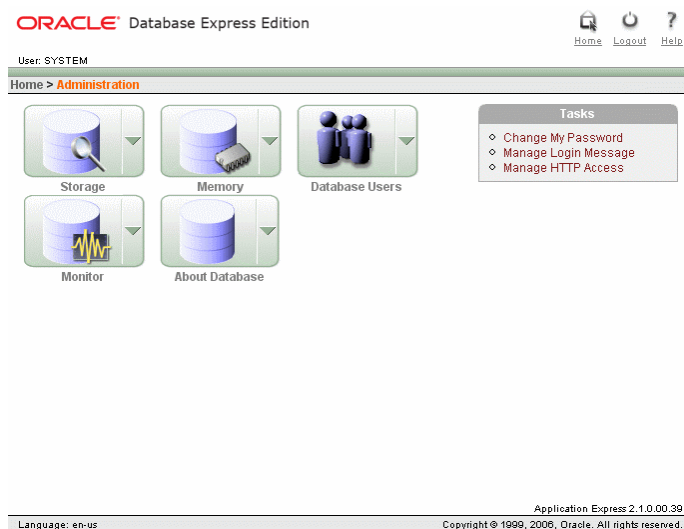 ORACLE Database Express Edition
Home Logout Help
User: SYSTEM
Home > Administration
Storage
Memory
Database Users
Monitor
About Database
Tasks
Change My Password
Manage Login Message
Manage HTTP Access
Application Express 2.1.0.00.39
Language: en-us
Copyright © 1999, 2006, Oracle. All rights reserved.